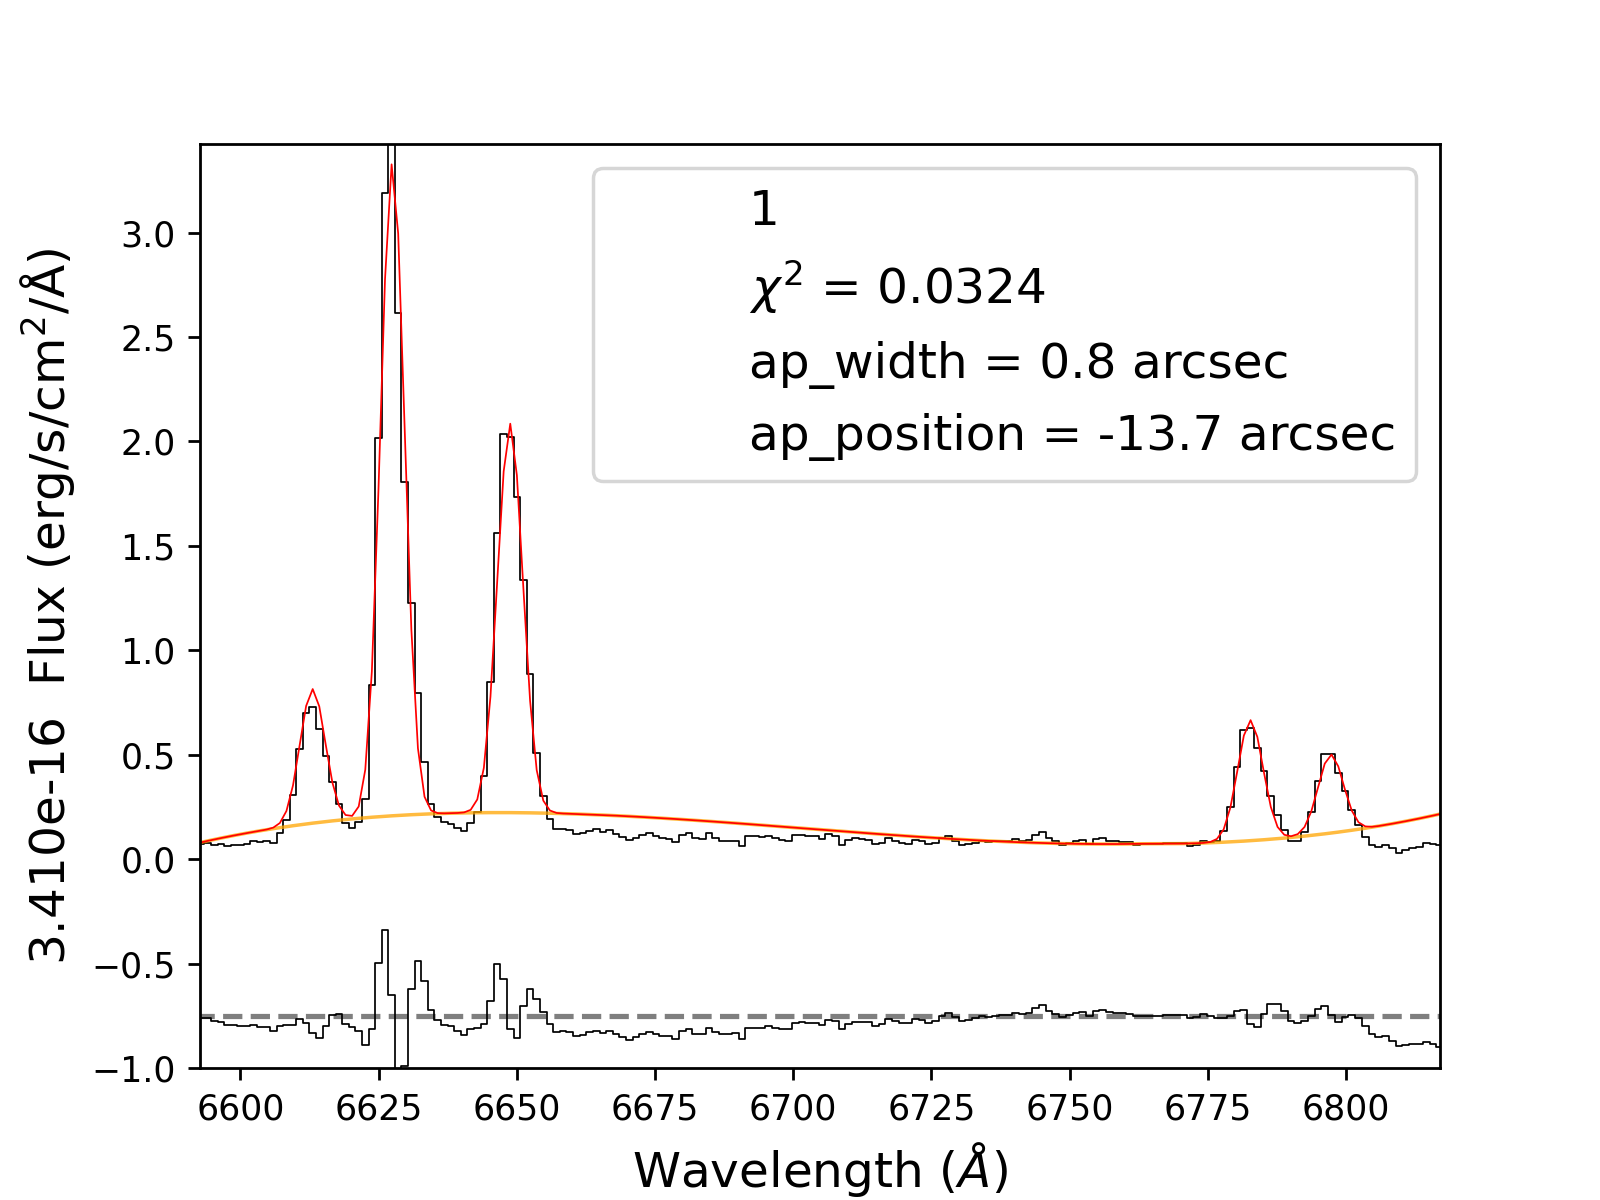 1
χ² = 0.0324
ap_width = 0.8 arcsec
ap_position = -13.7 arcsec
3.410e-16 Flux (erg/s/cm²/Å)
3.0
2.5
2.0
1.5
1.0
0.5
0.0
−0.5
−1.0
6600 6625 6650 6675 6700 6725 6750 6775 6800
Wavelength (Å)